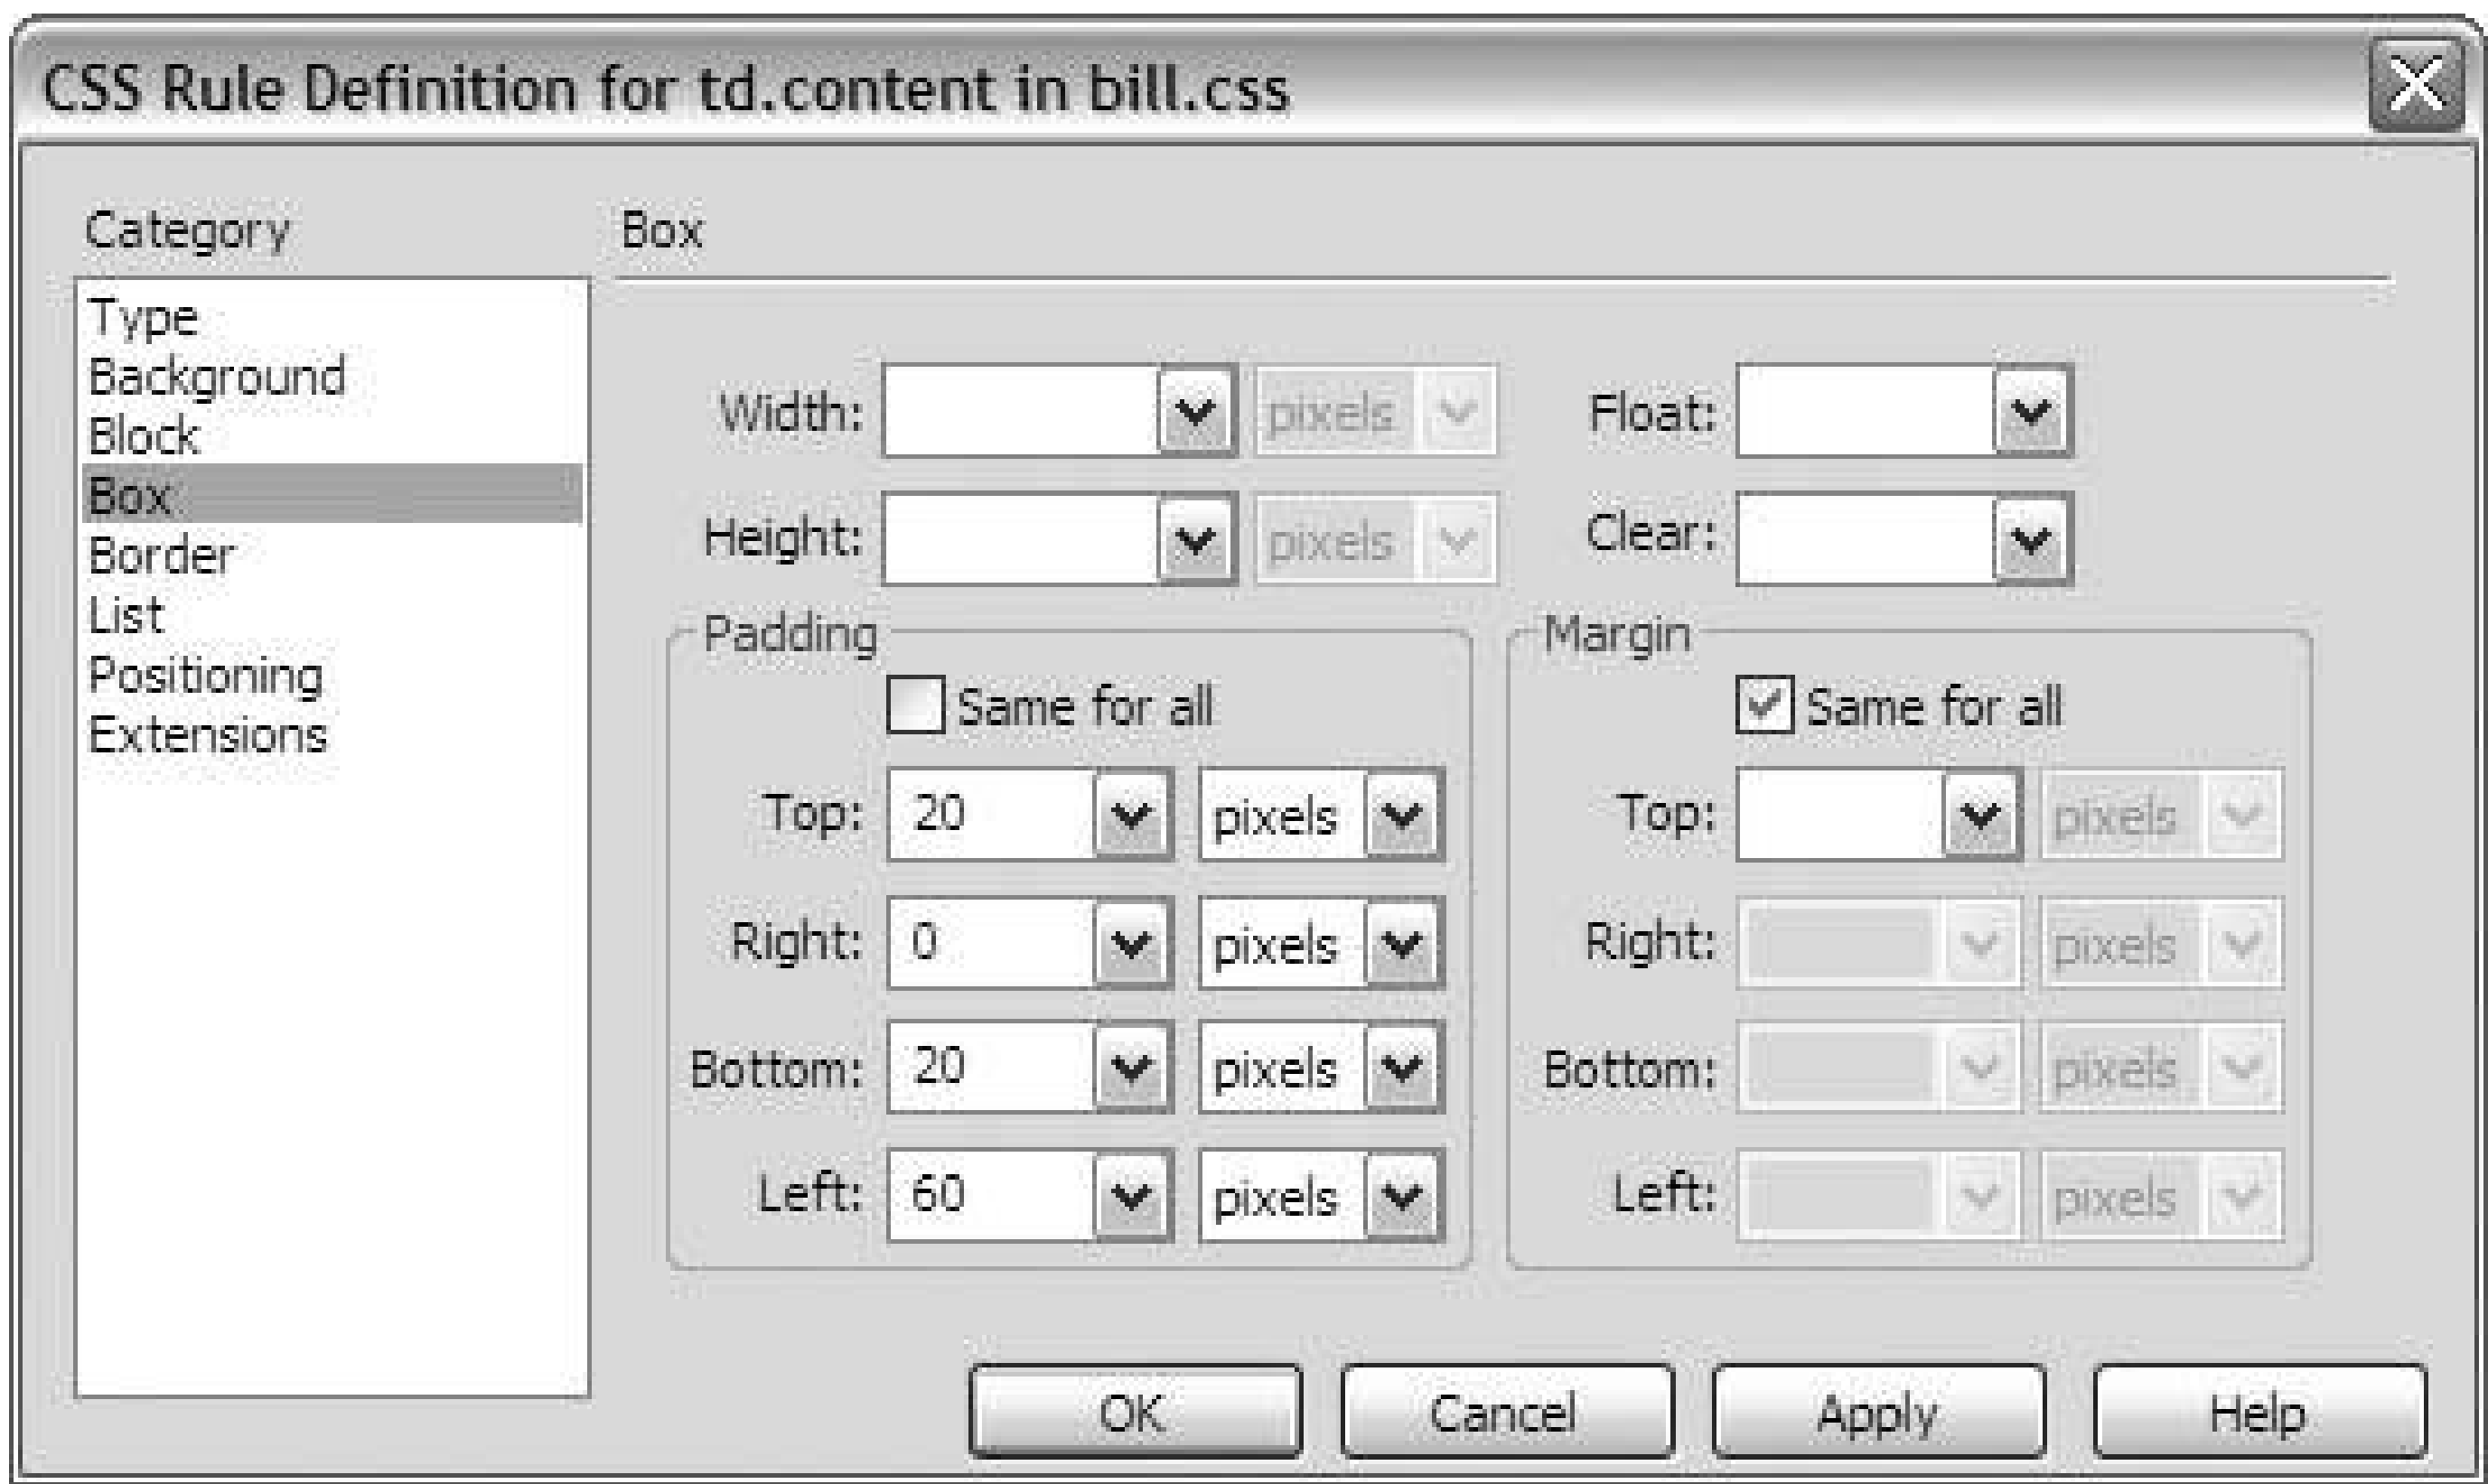 CSS Rule Definition for td.content in bill.css
Category
Type
Background
Block
Box
Border
List
Positioning
Extensions
Box
Width: pixels Float:
Height: pixels Clear:
Padding
Same for all
Top: 20 pixels
Right: 0 pixels
Bottom: 20 pixels
Left: 60 pixels
Margin
Same for all
Top: pixels
Right: pixels
Bottom: pixels
Left: pixels
OK Cancel Apply Help